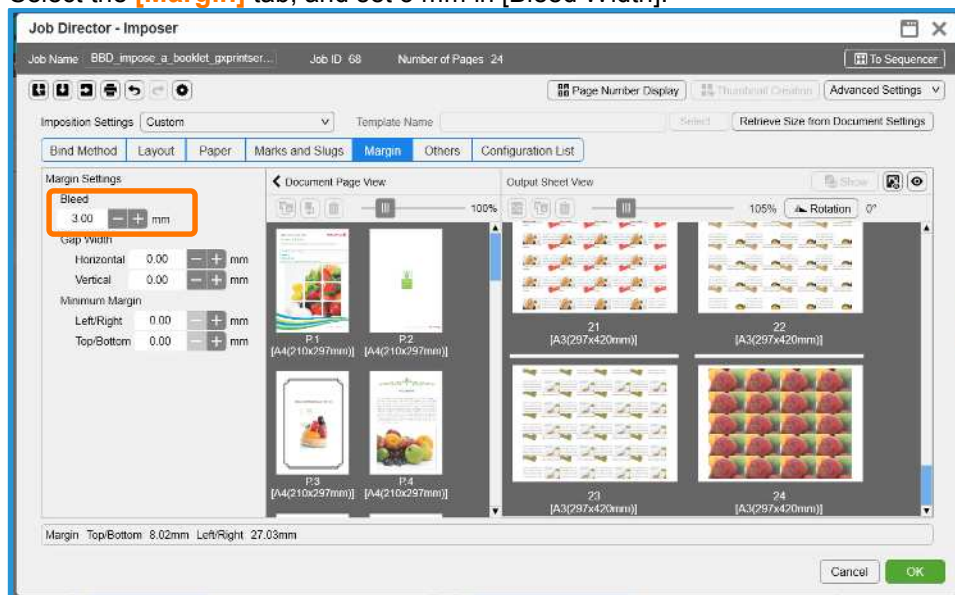 Select the [Margin] tab, and set 3 mm in [Bleed Width].
Job Director - Imposer
Job Name BBD_impose_a_booklet_gxprintser... Job ID 68 Number of Pages 24 To Sequencer
Page Number Display Thumbnail Creation Advanced Settings
Imposition Settings Custom Template Name Select Retrieve Size from Document Settings
Bind Method Layout Paper Marks and Slugs Margin Others Configuration List
Margin Settings
Bleed
3.00 mm
Gap Width
Horizontal 0.00 mm
Vertical 0.00 mm
Minimum Margin
Left/Right 0.00 mm
Top/Bottom 0.00 mm
Document Page View
100%
P.1 P.2
[A4(210x297mm)] [A4(210x297mm)]
P.3 P.4
[A4(210x297mm)] [A4(210x297mm)]
Output Sheet View Show
105% Rotation 0°
21 22
[A3(297x420mm)] [A3(297x420mm)]
23 24
[A3(297x420mm)] [A3(297x420mm)]
Margin Top/Bottom 8.02mm Left/Right 27.03mm
Cancel OK